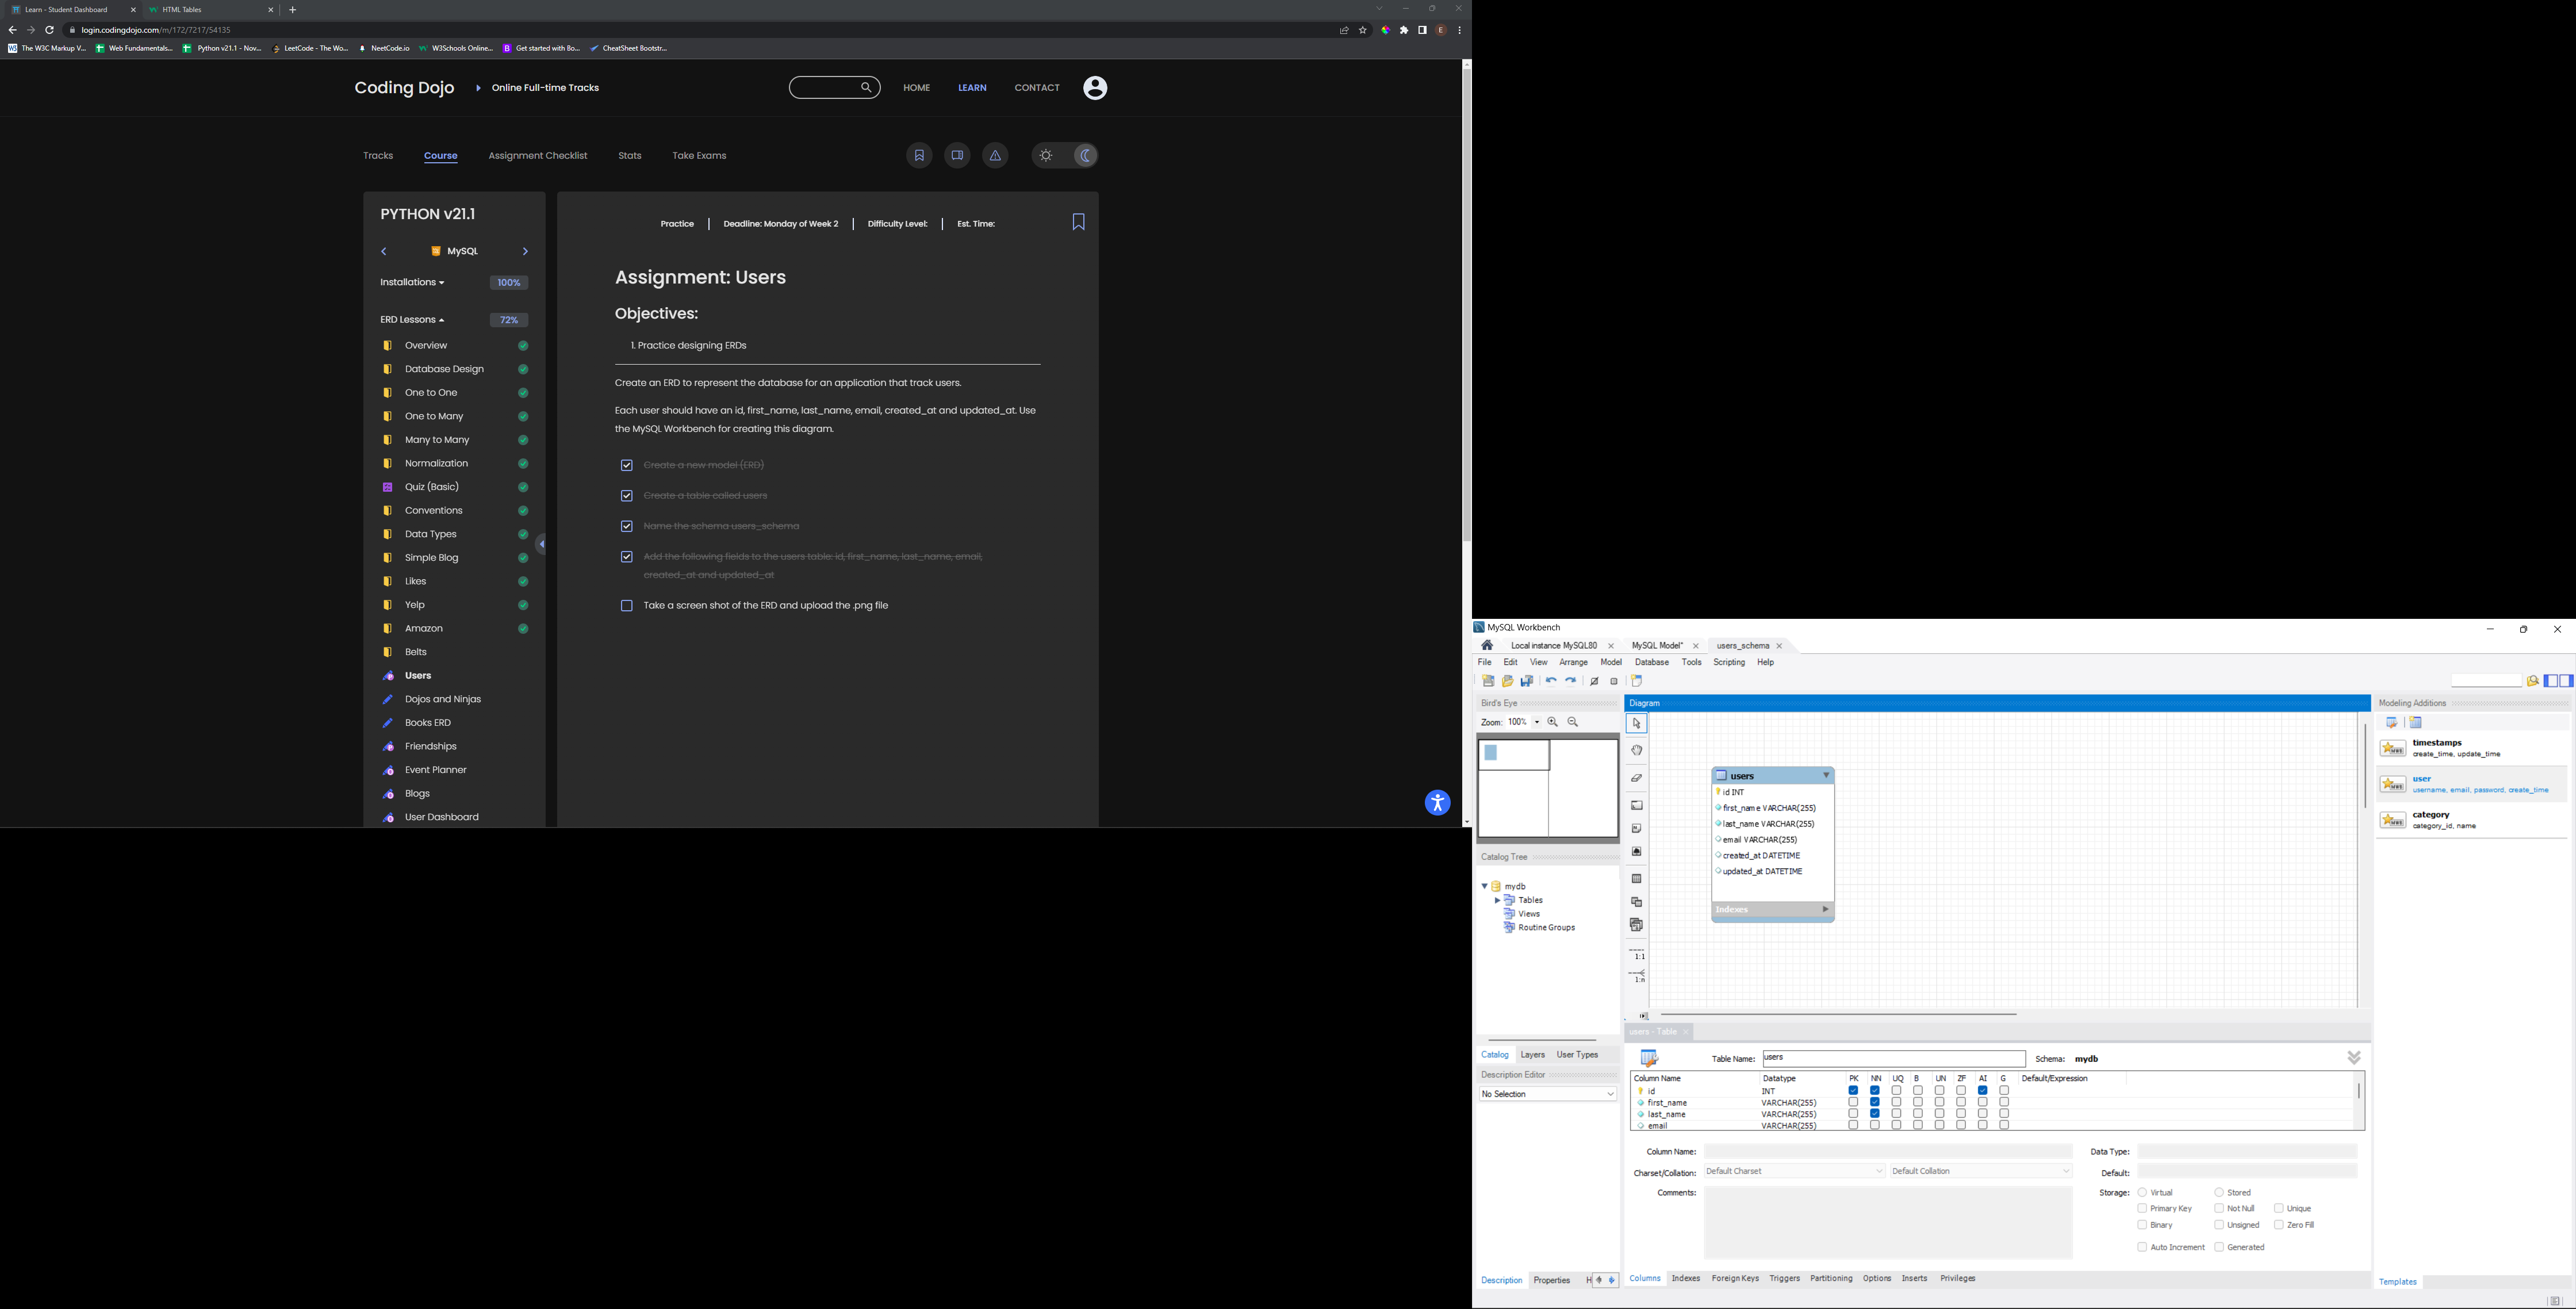 Learn - Student Dashboard
HTML Tables
login.codingdojo.com/m/172/7217/54135
The W3C Markup V...
Web Fundamentals...
Python v21.1 - Nov...
LeetCode - The Wo...
NeetCode.io
W3Schools Online...
Get started with Bo...
CheatSheet Bootstr...
Coding Dojo
Online Full-time Tracks
HOME
LEARN
CONTACT
Tracks
Course
Assignment Checklist
Stats
Take Exams
PYTHON v21.1
MySQL
Installations
100%
ERD Lessons
72%
Overview
Database Design
One to One
One to Many
Many to Many
Normalization
Quiz (Basic)
Conventions
Data Types
Simple Blog
Likes
Yelp
Amazon
Belts
Users
Dojos and Ninjas
Books ERD
Friendships
Event Planner
Blogs
User Dashboard
Practice
Deadline: Monday of Week 2
Difficulty Level:
Est. Time:
Assignment: Users
Objectives:
1. Practice designing ERDs
Create an ERD to represent the database for an application that track users.
Each user should have an id, first_name, last_name, email, created_at and updated_at. Use
the MySQL Workbench for creating this diagram.
Create a new model (ERD)
Create a table called users
Name the schema users_schema
Add the following fields to the users table: id, first_name, last_name, email,
created_at and updated_at
Take a screen shot of the ERD and upload the .png file
MySQL Workbench
Local instance MySQL80
MySQL Model*
users_schema
File Edit View Arrange Model Database Tools Scripting Help
Bird's Eye
Zoom: 100%
Catalog Tree
mydb
Tables
Views
Routine Groups
Catalog Layers User Types
Description Editor
No Selection
Description Properties H
Diagram
1:1
1:n
users
id INT
first_name VARCHAR(255)
last_name VARCHAR(255)
email VARCHAR(255)
created_at DATETIME
updated_at DATETIME
Indexes
users - Table
Table Name: users
Schema: mydb
Column Name Datatype PK NN UQ B UN ZF AI G Default/Expression
id INT
first_name VARCHAR(255)
last_name VARCHAR(255)
email VARCHAR(255)
Column Name:
Data Type:
Charset/Collation: Default Charset Default Collation
Default:
Comments:
Storage: Virtual Stored
Primary Key Not Null Unique
Binary Unsigned Zero Fill
Auto Increment Generated
Columns Indexes Foreign Keys Triggers Partitioning Options Inserts Privileges
Modeling Additions
timestamps
create_time, update_time
user
username, email, password, create_time
category
category_id, name
Templates